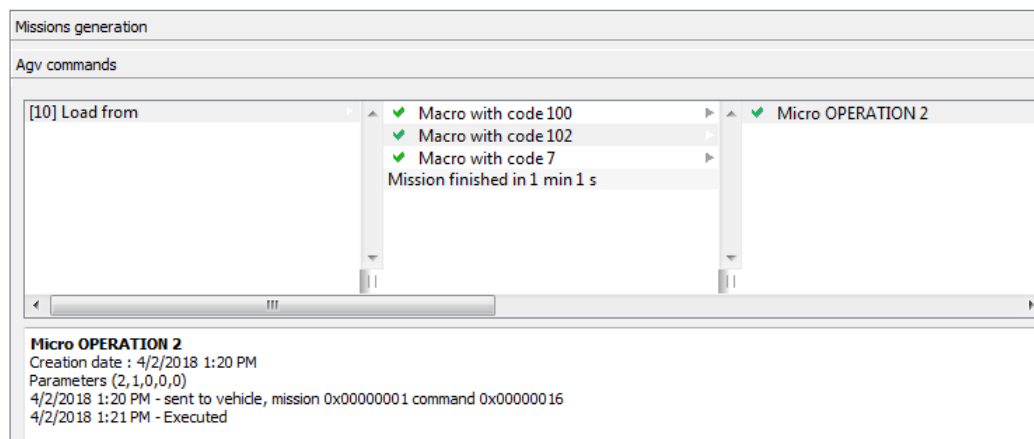 Missions generation
Agv commands
[10] Load from
Macro with code 100
Macro with code 102
Macro with code 7
Mission finished in 1 min 1 s
Micro OPERATION 2
Micro OPERATION 2
Creation date : 4/2/2018 1:20 PM
Parameters (2,1,0,0,0)
4/2/2018 1:20 PM - sent to vehicle, mission 0x00000001 command 0x00000016
4/2/2018 1:21 PM - Executed